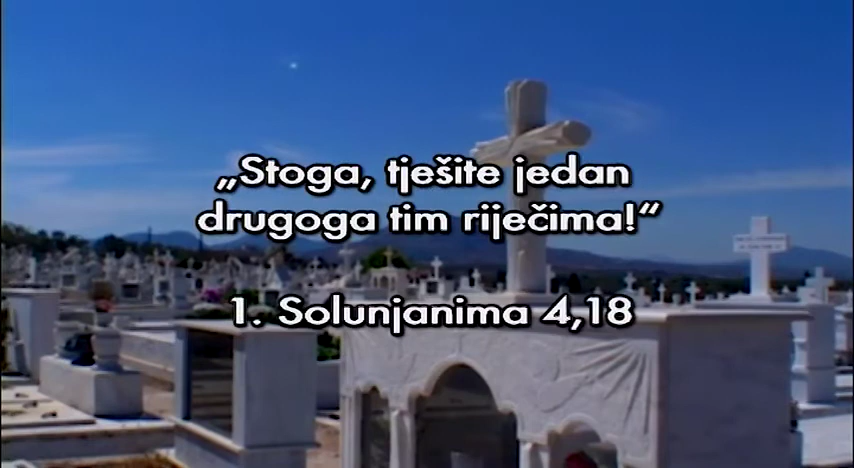 „Stoga, tješite jedan
drugoga tim riječima!“
1. Solunjanima 4,18